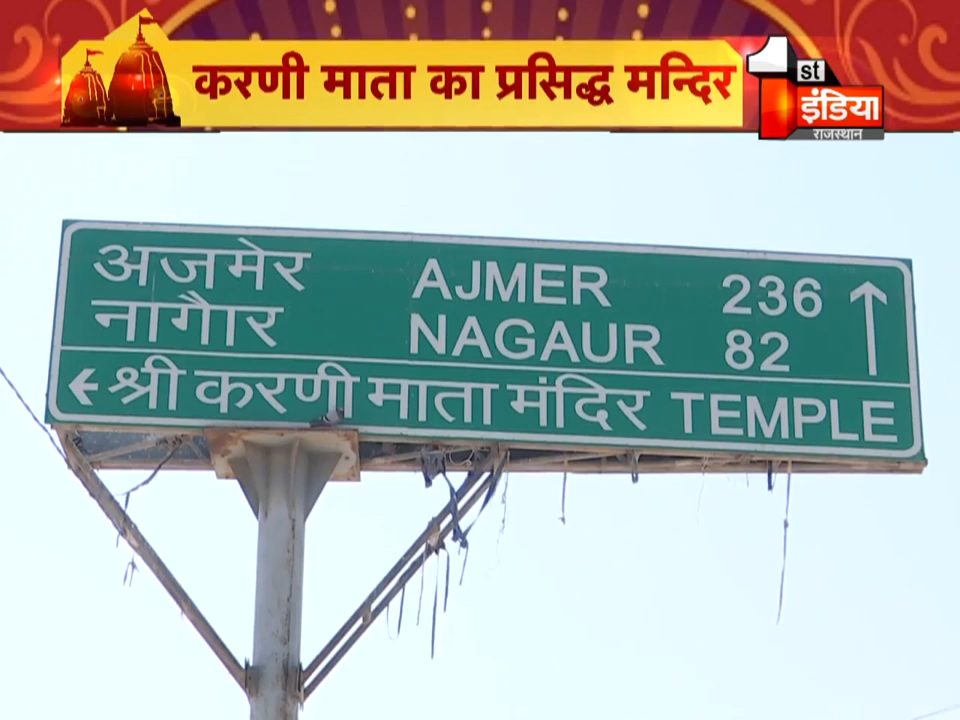 करणी माता का प्रसिद्ध मन्दिर
1st
इंडिया
राजस्थान
अजमेर AJMER 236 ↑
नागौर NAGAUR 82
← श्री करणी माता मंदिर TEMPLE